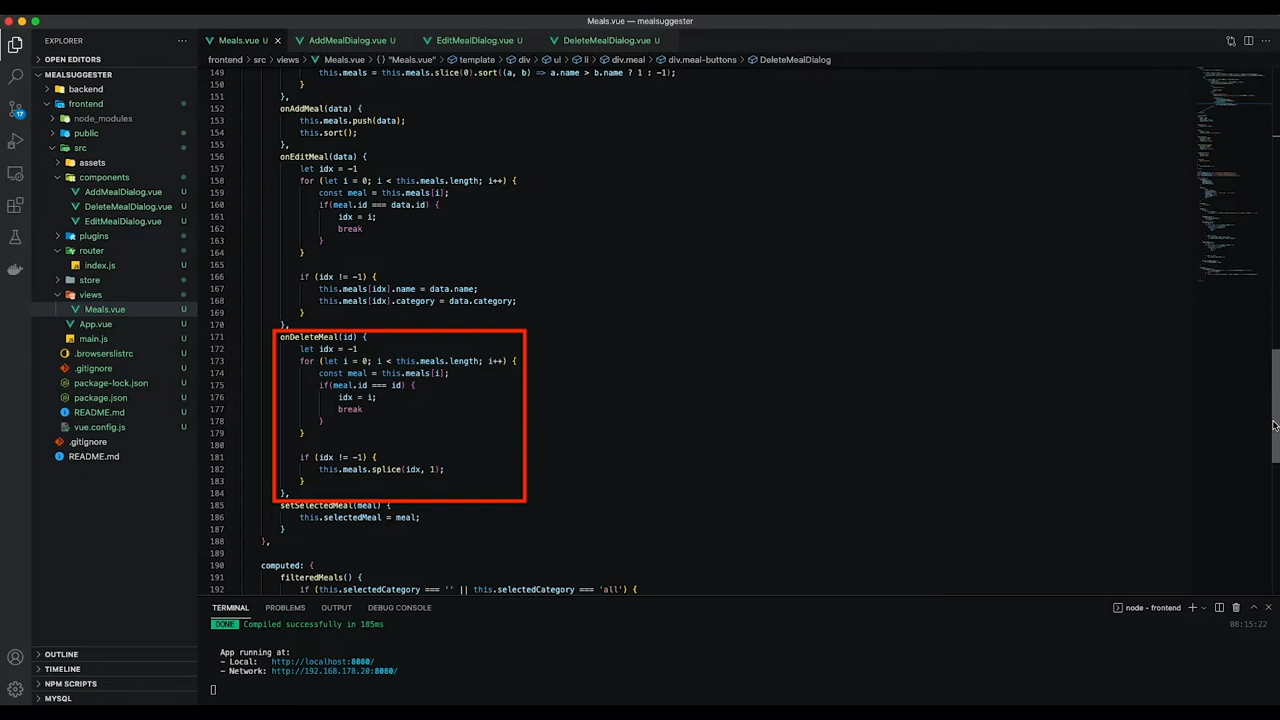 Meals.vue — mealsuggester
EXPLORER
Meals.vue
AddMealDialog.vue U
EditMealDialog.vue U
DeleteMealDialog.vue U
frontend > src > views > Meals.vue > {} "Meals.vue" > template > div > ul > li > div.meal > div.meal-buttons > DeleteMealDialog
OPEN EDITORS
MEALSUGGESTER
backend
frontend
node_modules
public
src
assets
components
AddMealDialog.vue U
DeleteMealDialog.vue U
EditMealDialog.vue U
plugins
router
index.js U
store
views
Meals.vue U
App.vue U
main.js U
.browserslistrc U
.gitignore U
package-lock.json U
package.json U
README.md U
vue.config.js U
.gitignore
README.md
OUTLINE
TIMELINE
NPM SCRIPTS
MYSQL
17
149 this.meals = this.meals.slice(0).sort((a, b) => a.name > b.name ? 1 : -1);
150 }
151 },
152 onAddMeal(data) {
153 this.meals.push(data);
154 this.sort();
155 },
156 onEditMeal(data) {
157 let idx = -1
158 for (let i = 0; i < this.meals.length; i++) {
159 const meal = this.meals[i];
160 if(meal.id === data.id) {
161 idx = i;
162 break
163 }
164 }
165
166 if (idx != -1) {
167 this.meals[idx].name = data.name;
168 this.meals[idx].category = data.category;
169 }
170 },
171 onDeleteMeal(id) {
172 let idx = -1
173 for (let i = 0; i < this.meals.length; i++) {
174 const meal = this.meals[i];
175 if(meal.id === id) {
176 idx = i;
177 break
178 }
179 }
180
181 if (idx != -1) {
182 this.meals.splice(idx, 1);
183 }
184 },
185 setSelectedMeal(meal) {
186 this.selectedMeal = meal;
187 }
188 },
189
190 computed: {
191 filteredMeals() {
192 if (this.selectedCategory === '' || this.selectedCategory === 'all') {
TERMINAL PROBLEMS OUTPUT DEBUG CONSOLE
node - frontend
DONE Compiled successfully in 185ms
08:15:22
App running at:
- Local: http://localhost:8080/
- Network: http://192.168.178.20:8080/